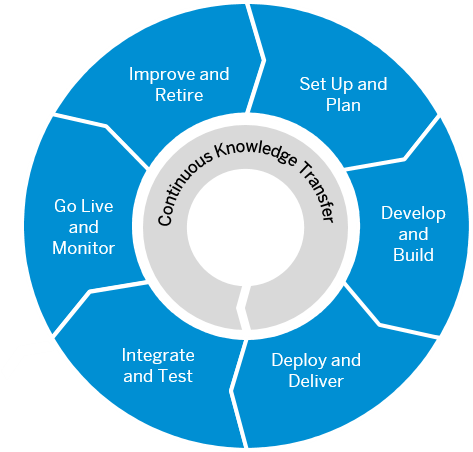 Improve and
Retire
Set Up and
Plan
Continuous Knowledge Transfer
Go Live
and
Monitor
Develop
and
Build
Integrate
and Test
Deploy and
Deliver